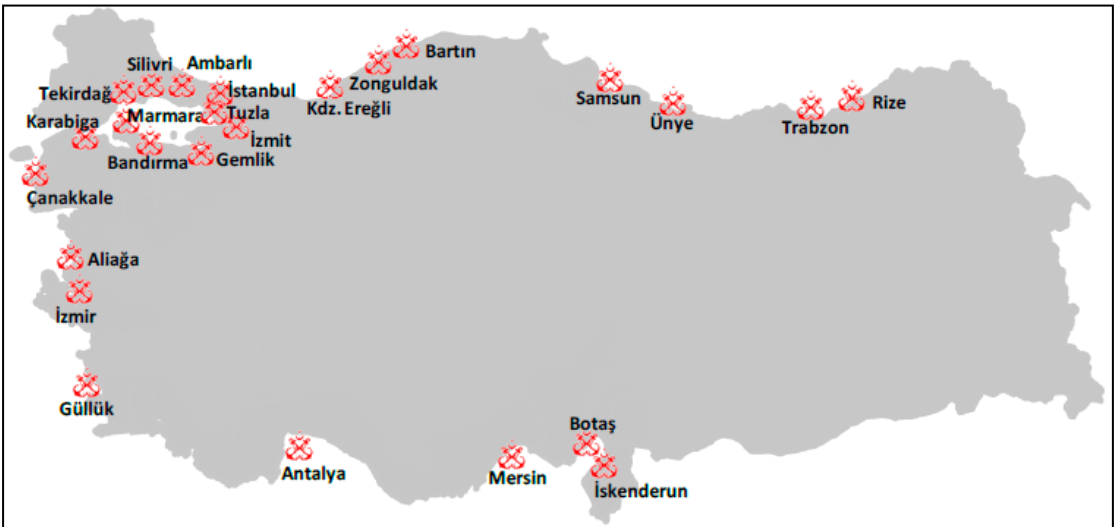 Bartın
Silivri
Ambarlı
Zonguldak
Tekirdağ
İstanbul
Kdz. Ereğli
Samsun
Rize
Karabiga
Marmara
Tuzla
Ünye
Trabzon
İzmit
Bandırma
Gemlik
Çanakkale
Aliağa
İzmir
Güllük
Botaş
Antalya
Mersin
İskenderun